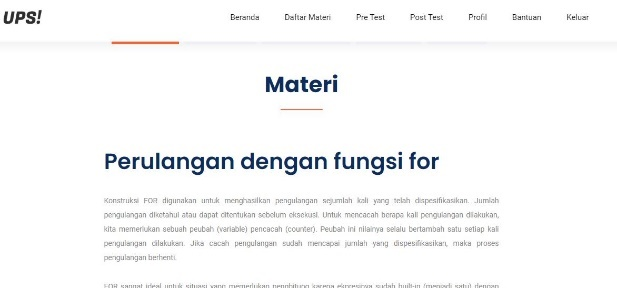 UPS!
Beranda Daftar Materi Pre Test Post Test Profil Bantuan Keluar
Materi
Perulangan dengan fungsi for
Konstruksi FOR digunakan untuk menghasilkan pengulangan sejumlah kali yang telah dispesifikasikan. Jumlah
pengulangan diketahui atau dapat ditentukan sebelum eksekusi. Untuk mencacah berapa kali pengulangan dilakukan,
kita memerlukan sebuah peubah (variable) pencacah (counter). Peubah ini nilainya selalu bertambah satu setiap kali
pengulangan dilakukan. Jika cacah pengulangan sudah mencapai jumlah yang dispesifikasikan, maka proses
pengulangan berhenti.
FOR sangat ideal untuk situasi yang memerlukan penghitung karena ekspresinya sudah built-in (menjadi satu) dengan